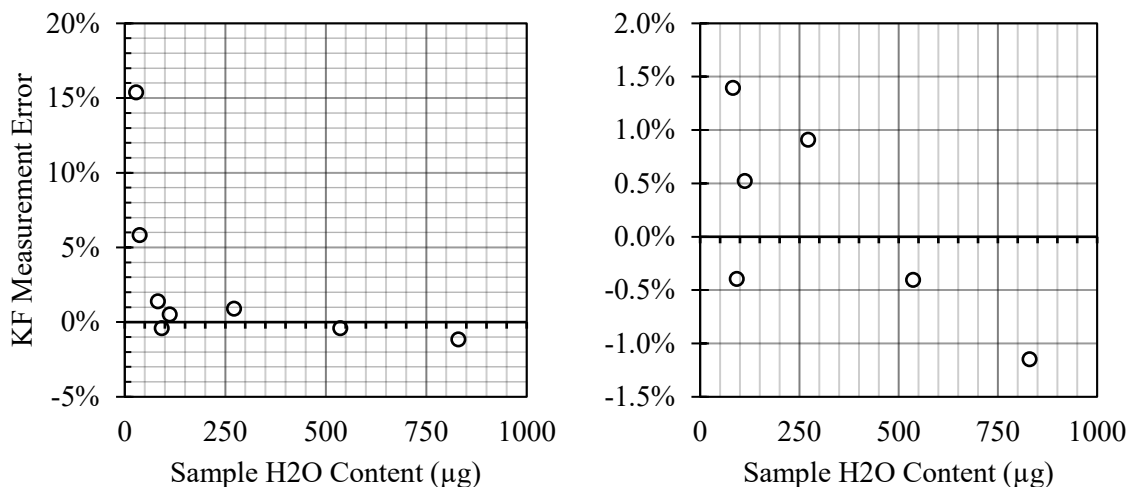 KF Measurement Error
20%
15%
10%
5%
0%
-5%
0 250 500 750 1000
Sample H2O Content (µg)
2.0%
1.5%
1.0%
0.5%
0.0%
-0.5%
-1.0%
-1.5%
0 250 500 750 1000
Sample H2O Content (µg)